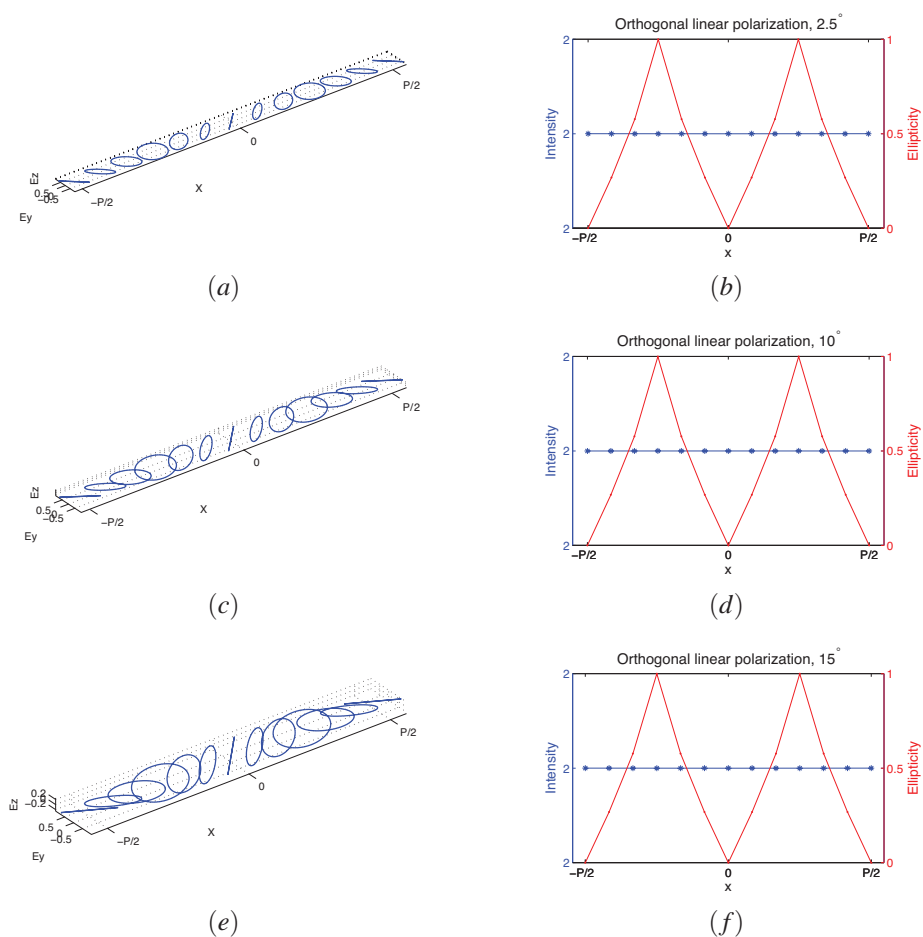 Ez
0.5
0
−0.5
Ey
−P/2
X
0
P/2
(a)
Orthogonal linear polarization, 2.5°
2
2
2
Intensity
1
0.5
0
Ellipticity
−P/2
0
P/2
x
(b)
Ez
0.5
0
−0.5
Ey
−P/2
X
0
P/2
(c)
Orthogonal linear polarization, 10°
2
2
2
Intensity
1
0.5
0
Ellipticity
−P/2
0
P/2
x
(d)
Ez
0.2
0
−0.2
0.5
0
−0.5
Ey
−P/2
X
0
P/2
(e)
Orthogonal linear polarization, 15°
2
2
2
Intensity
1
0.5
0
Ellipticity
−P/2
0
P/2
x
(f)